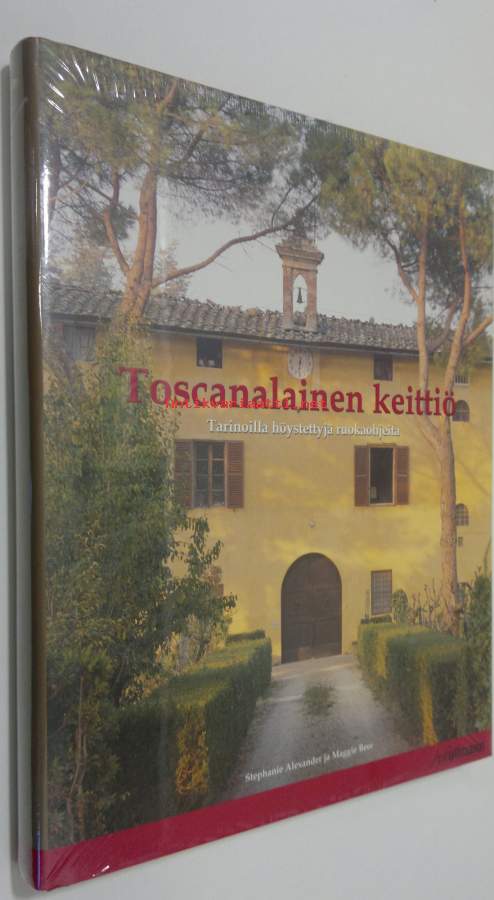 Toscanalainen keittiö
Tarinoilla höystettyjä ruokaohjeita
Stephanie Alexander ja Maggie Beer